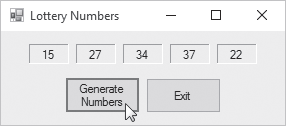 Lottery Numbers
15 27 34 37 22
Generate
Numbers
Exit